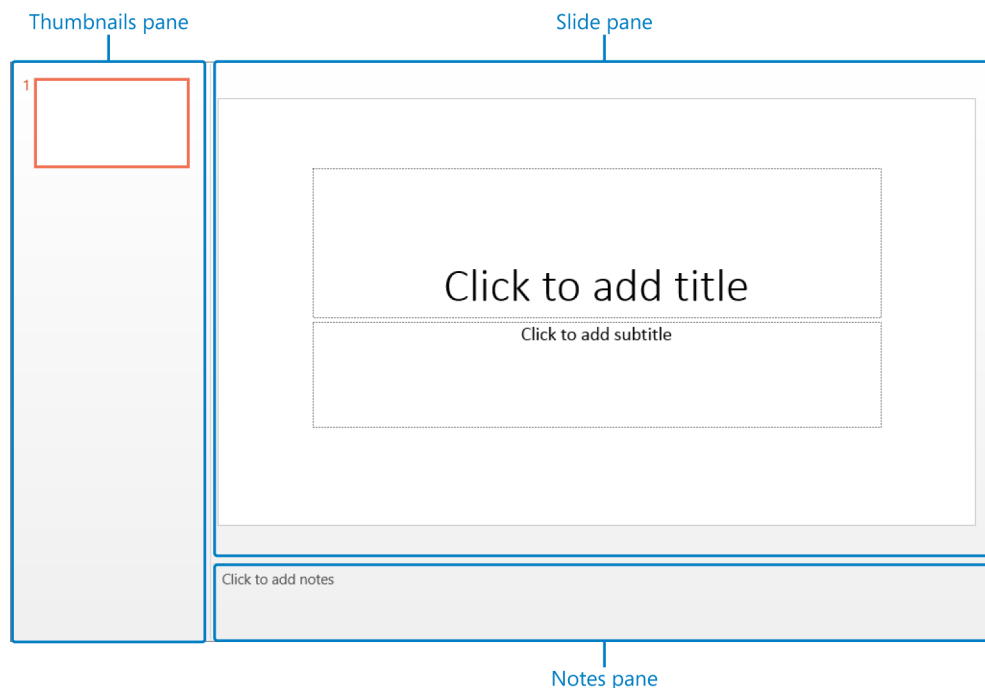 Thumbnails pane
Slide pane
1
Click to add title
Click to add subtitle
Click to add notes
Notes pane